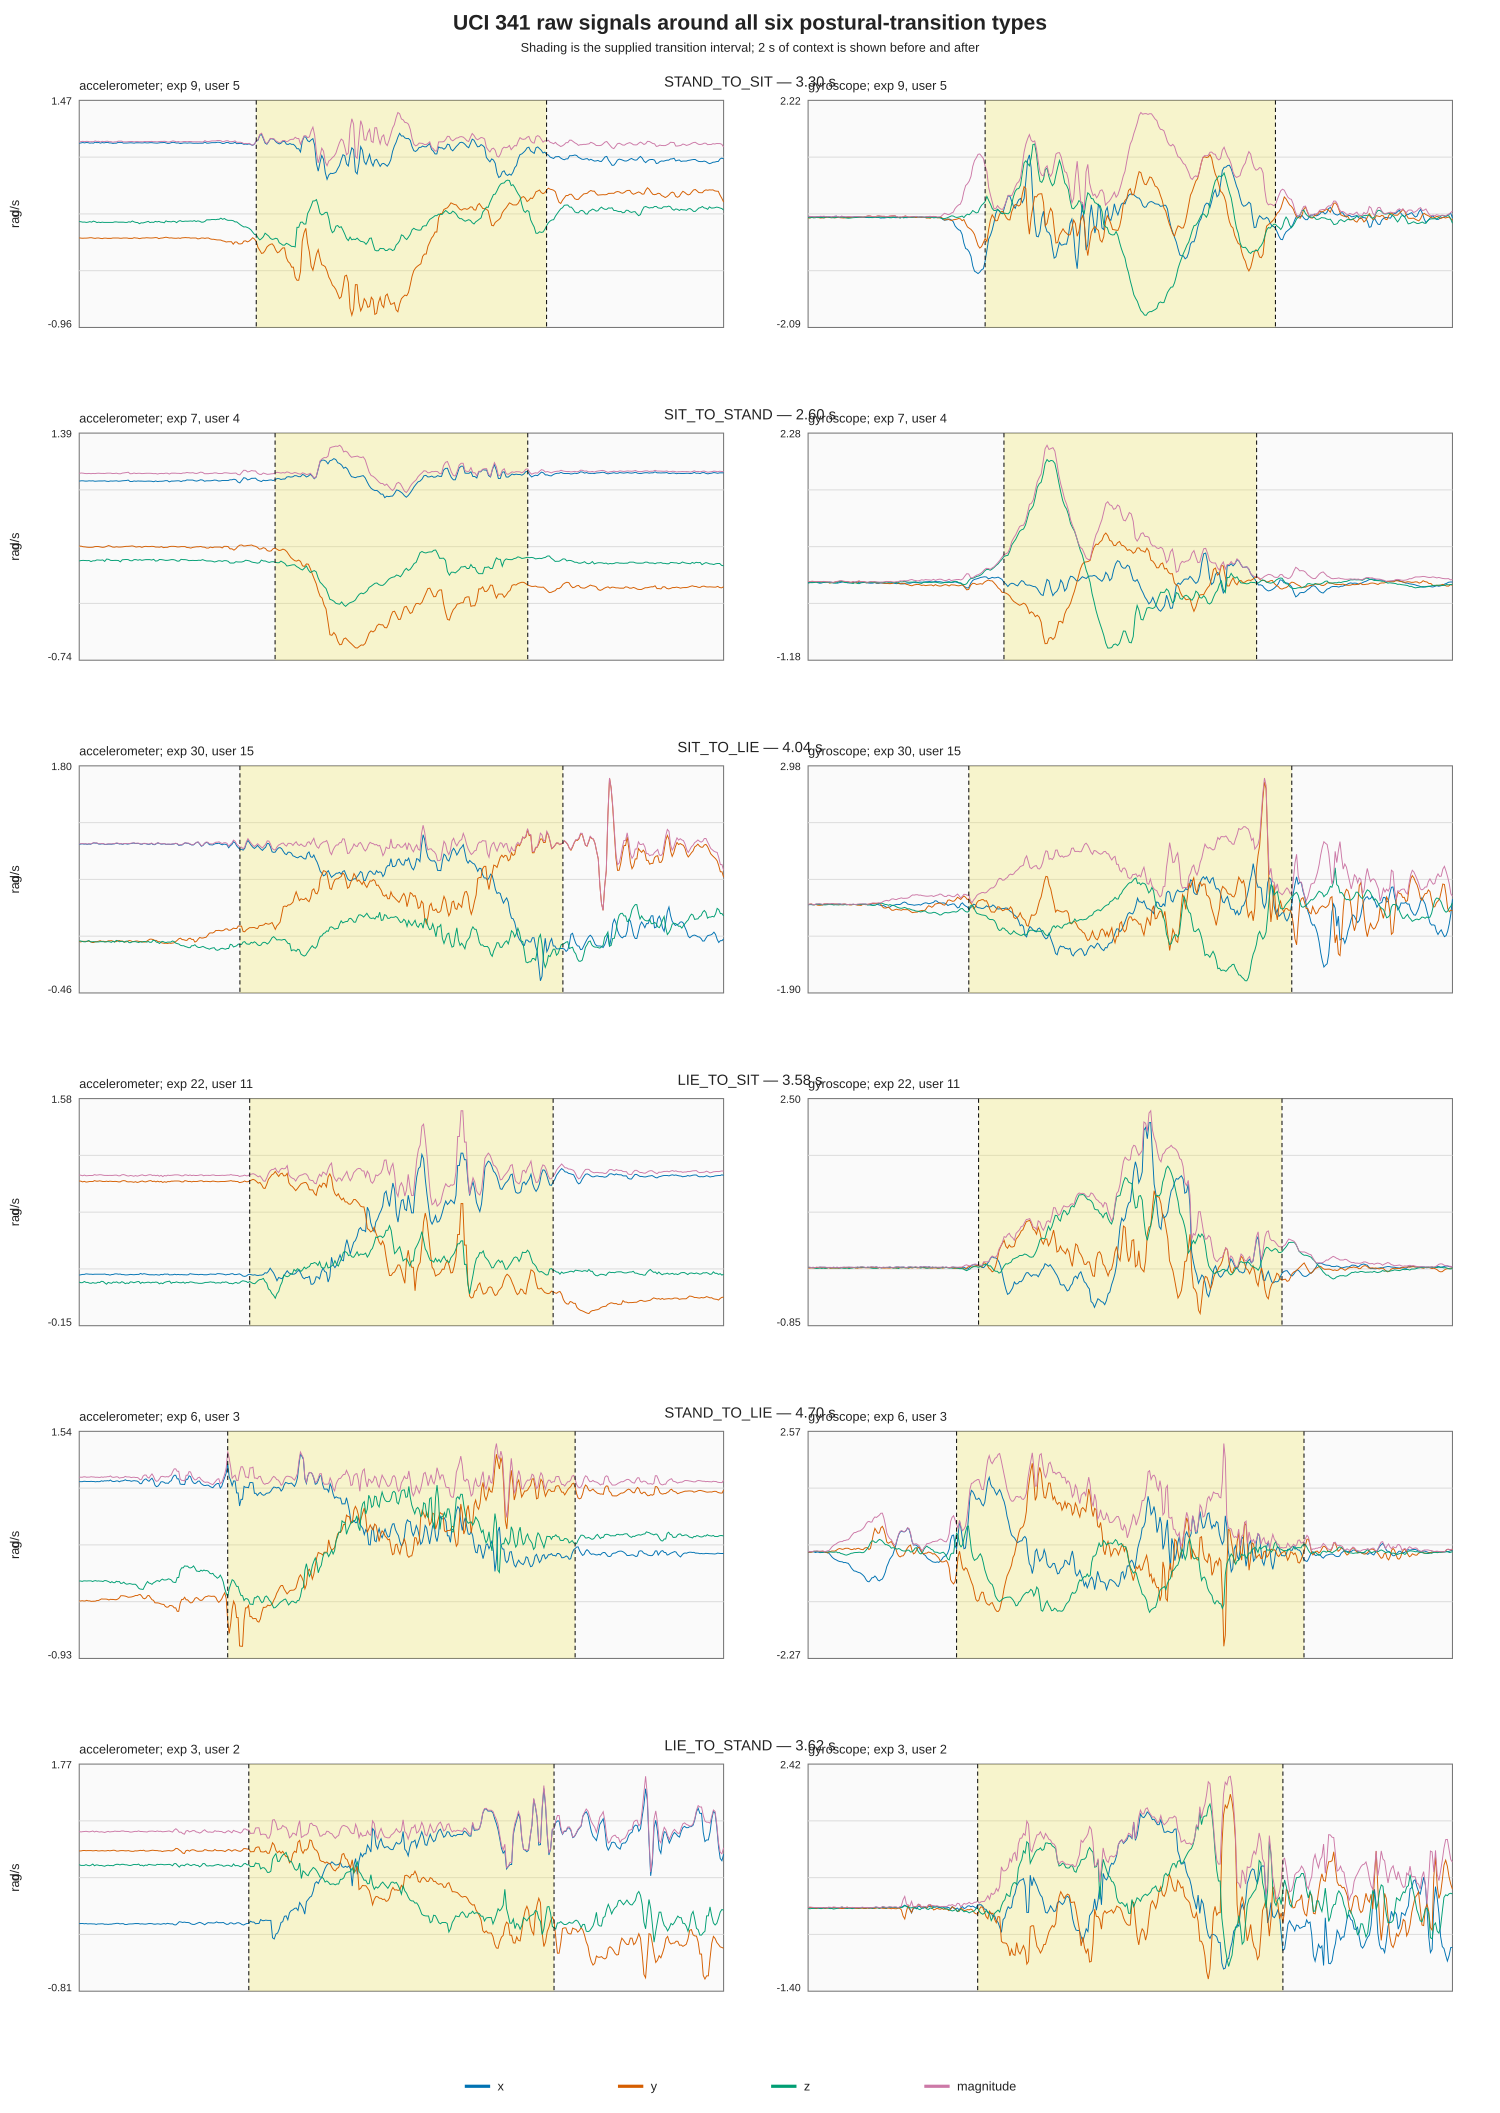 UCI 341 raw signals around all six postural-transition types
Shading is the supplied transition interval; 2 s of context is shown before and after
STAND_TO_SIT — 3.30 s
accelerometer; exp 9, user 5
gyroscope; exp 9, user 5
1.47
2.22
rad/s
-0.96
-2.09
SIT_TO_STAND — 2.60 s
accelerometer; exp 7, user 4
gyroscope; exp 7, user 4
1.39
2.28
rad/s
-0.74
-1.18
SIT_TO_LIE — 4.04 s
accelerometer; exp 30, user 15
gyroscope; exp 30, user 15
1.80
2.98
rad/s
-0.46
-1.90
LIE_TO_SIT — 3.58 s
accelerometer; exp 22, user 11
gyroscope; exp 22, user 11
1.58
2.50
rad/s
-0.15
-0.85
STAND_TO_LIE — 4.70 s
accelerometer; exp 6, user 3
gyroscope; exp 6, user 3
1.54
2.57
rad/s
-0.93
-2.27
LIE_TO_STAND — 3.62 s
accelerometer; exp 3, user 2
gyroscope; exp 3, user 2
1.77
2.42
rad/s
-0.81
-1.40
x y z magnitude